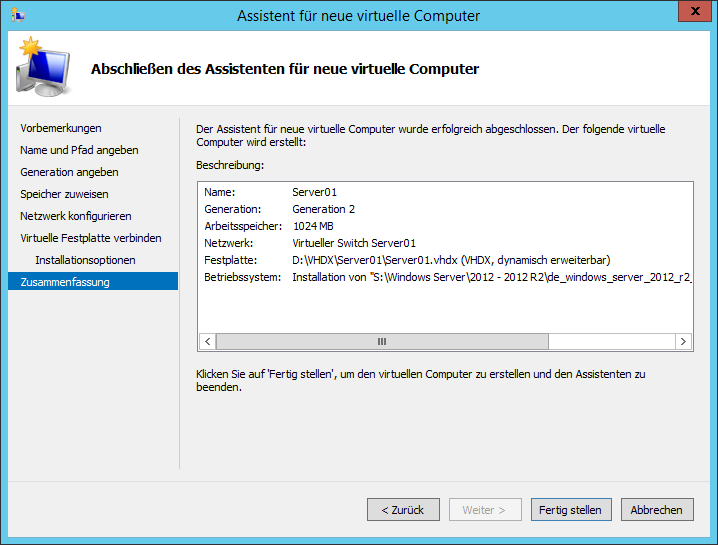 Assistent für neue virtuelle Computer
x
Abschließen des Assistenten für neue virtuelle Computer
Vorbemerkungen
Name und Pfad angeben
Generation angeben
Speicher zuweisen
Netzwerk konfigurieren
Virtuelle Festplatte verbinden
Installationsoptionen
Zusammenfassung
Der Assistent für neue virtuelle Computer wurde erfolgreich abgeschlossen. Der folgende virtuelle
Computer wird erstellt:
Beschreibung:
Name: Server01
Generation: Generation 2
Arbeitsspeicher: 1024 MB
Netzwerk: Virtueller Switch Server01
Festplatte: D:\VHDX\Server01\Server01.vhdx (VHDX, dynamisch erweiterbar)
Betriebssystem: Installation von "S:\Windows Server\2012 - 2012 R2\de_windows_server_2012_r2_
Klicken Sie auf 'Fertig stellen', um den virtuellen Computer zu erstellen und den Assistenten zu
beenden.
< Zurück
Weiter >
Fertig stellen
Abbrechen